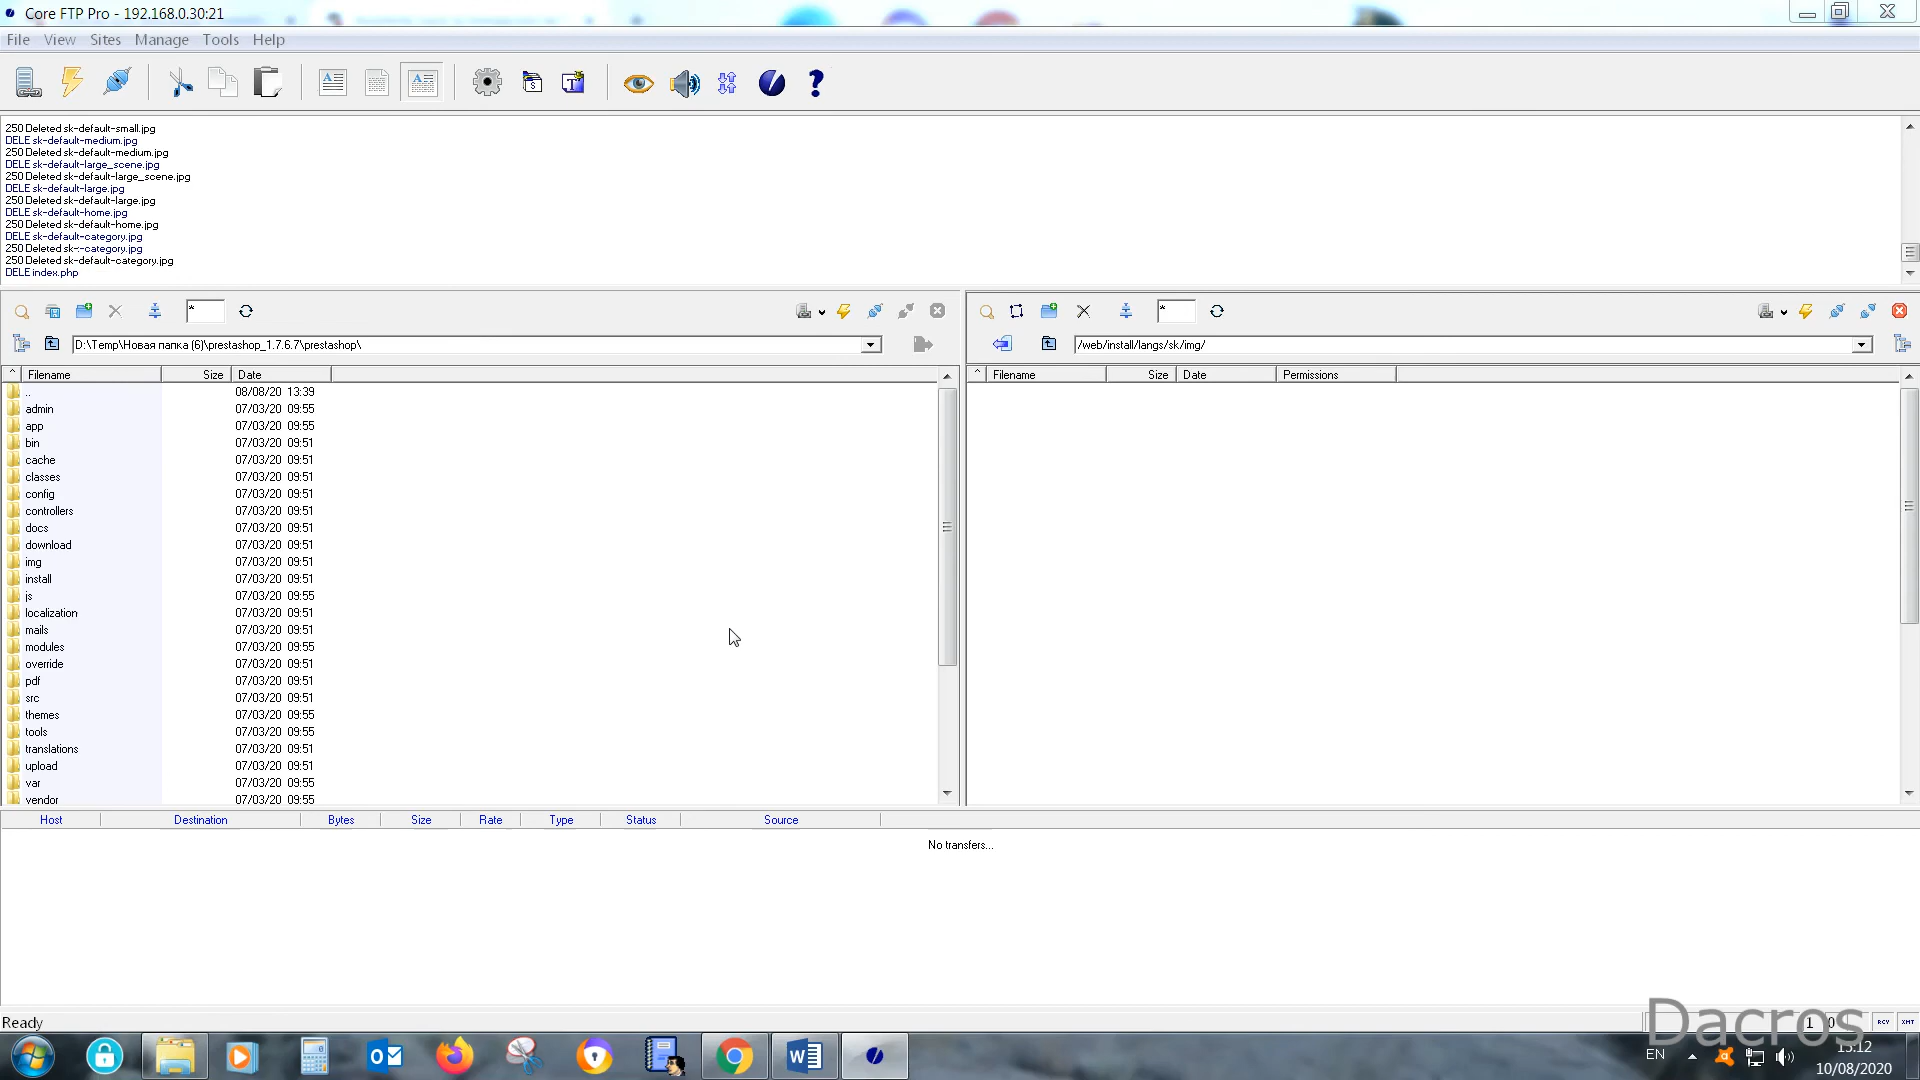 Core FTP Pro - 192.168.0.30:21
File View Sites Manage Tools Help
250 Deleted sk-default-small.jpg
DELE sk-default-medium.jpg
250 Deleted sk-default-medium.jpg
DELE sk-default-large_scene.jpg
250 Deleted sk-default-large_scene.jpg
DELE sk-default-large.jpg
250 Deleted sk-default-large.jpg
DELE sk-default-home.jpg
250 Deleted sk-default-home.jpg
DELE sk-default-category.jpg
250 Deleted sk-:-category.jpg
250 Deleted sk-default-category.jpg
DELE index.php
* *
D:\Temp\Новая папка (6)\prestashop_1.7.6.7\prestashop\
/web/install/langs/sk/img/
Filename Size Date
Filename Size Date Permissions
.. 08/08/20 13:39
admin 07/03/20 09:55
app 07/03/20 09:55
bin 07/03/20 09:51
cache 07/03/20 09:51
classes 07/03/20 09:51
config 07/03/20 09:51
controllers 07/03/20 09:51
docs 07/03/20 09:51
download 07/03/20 09:51
img 07/03/20 09:51
install 07/03/20 09:51
js 07/03/20 09:55
localization 07/03/20 09:51
mails 07/03/20 09:51
modules 07/03/20 09:55
override 07/03/20 09:51
pdf 07/03/20 09:51
src 07/03/20 09:51
themes 07/03/20 09:55
tools 07/03/20 09:55
translations 07/03/20 09:51
upload 07/03/20 09:51
var 07/03/20 09:55
vendor 07/03/20 09:55
Host Destination Bytes Size Rate Type Status Source
No transfers...
Ready
Dacros
RCV XMT
EN
10/08/2020